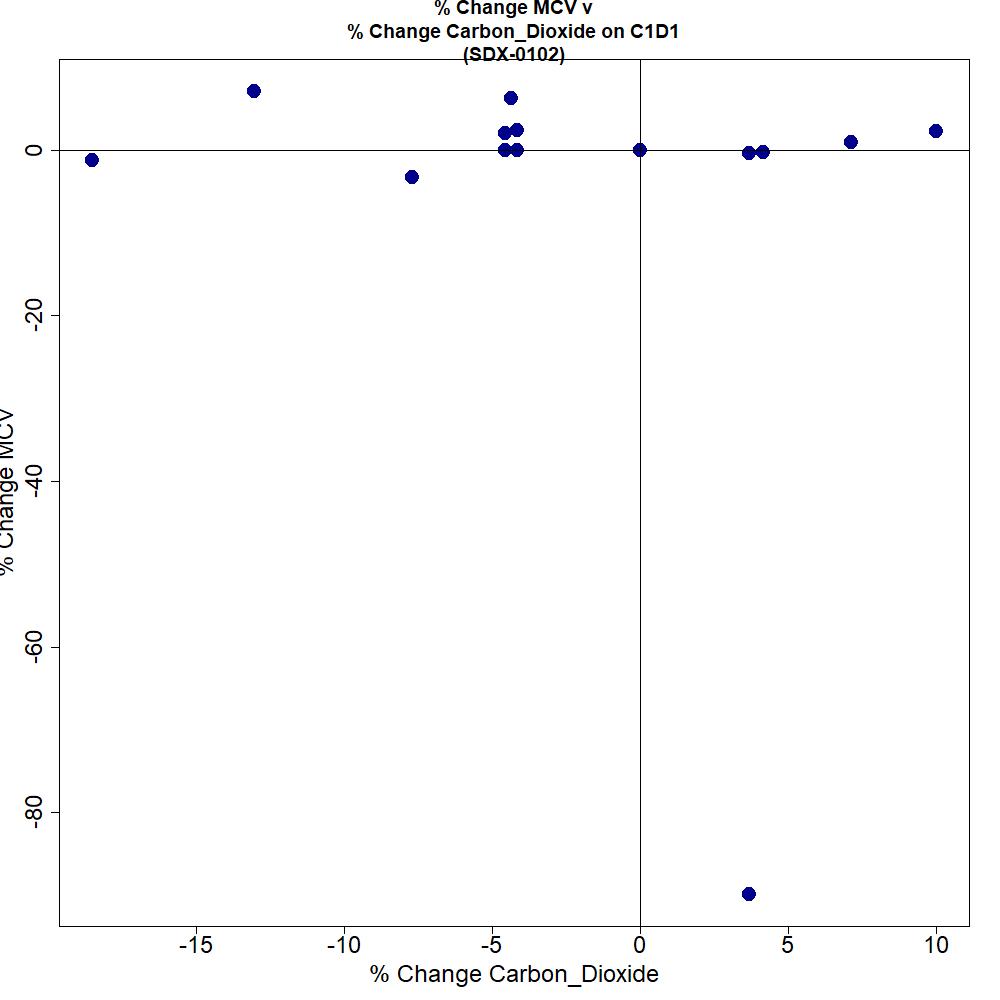 % Change MCV v
% Change Carbon_Dioxide on C1D1
(SDX-0102)
% Change MCV
0
-20
-40
-60
-80
-15
-10
-5
0
5
10
% Change Carbon_Dioxide